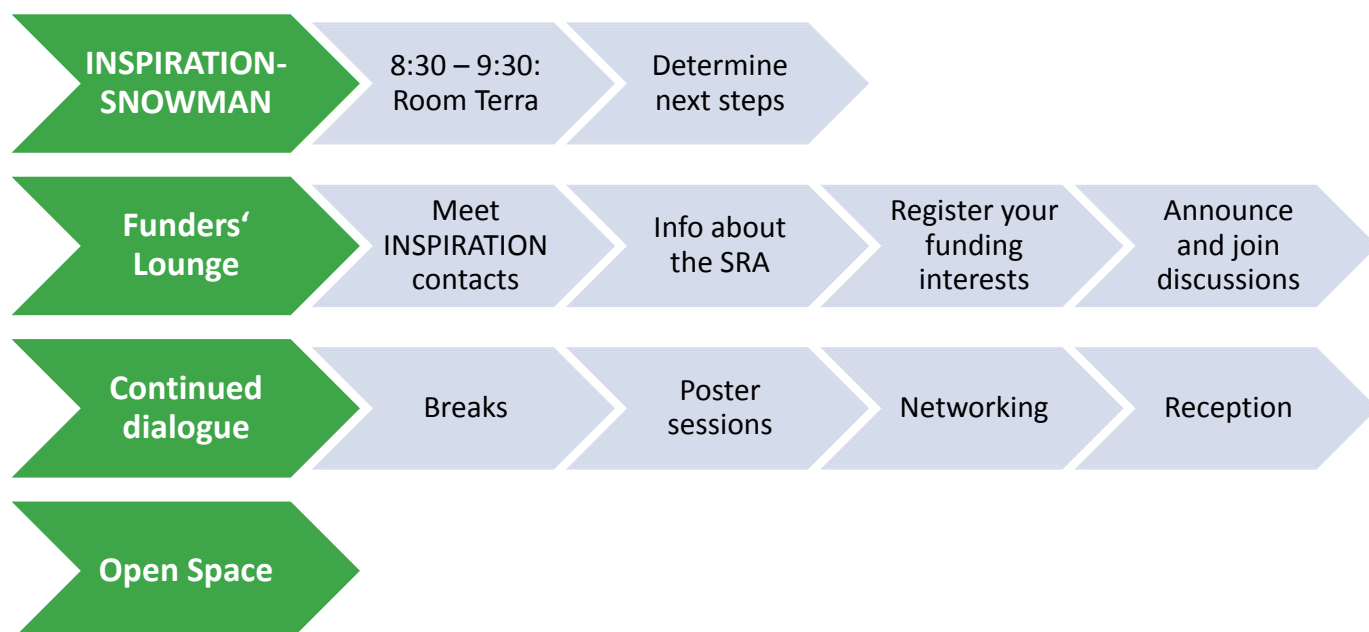 INSPIRATION-
SNOWMAN
8:30 – 9:30:
Room Terra
Determine
next steps
Funders‘
Lounge
Meet
INSPIRATION
contacts
Info about
the SRA
Register your
funding
interests
Announce
and join
discussions
Continued
dialogue
Breaks
Poster
sessions
Networking
Reception
Open Space